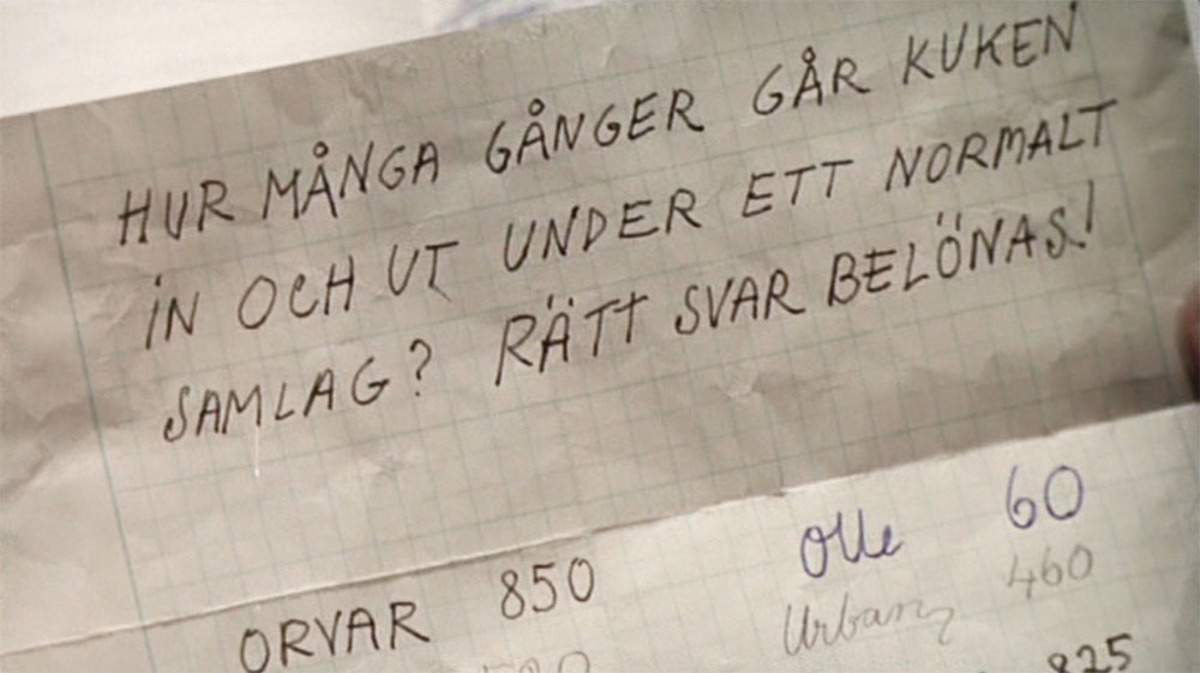 HUR MÅNGA GÅNGER GÅR KUKEN
IN OCH UT UNDER ETT NORMALT
SAMLAG? RÄTT SVAR BELÖNAS!
Olle 60
ORVAR 850
Urban 460
825